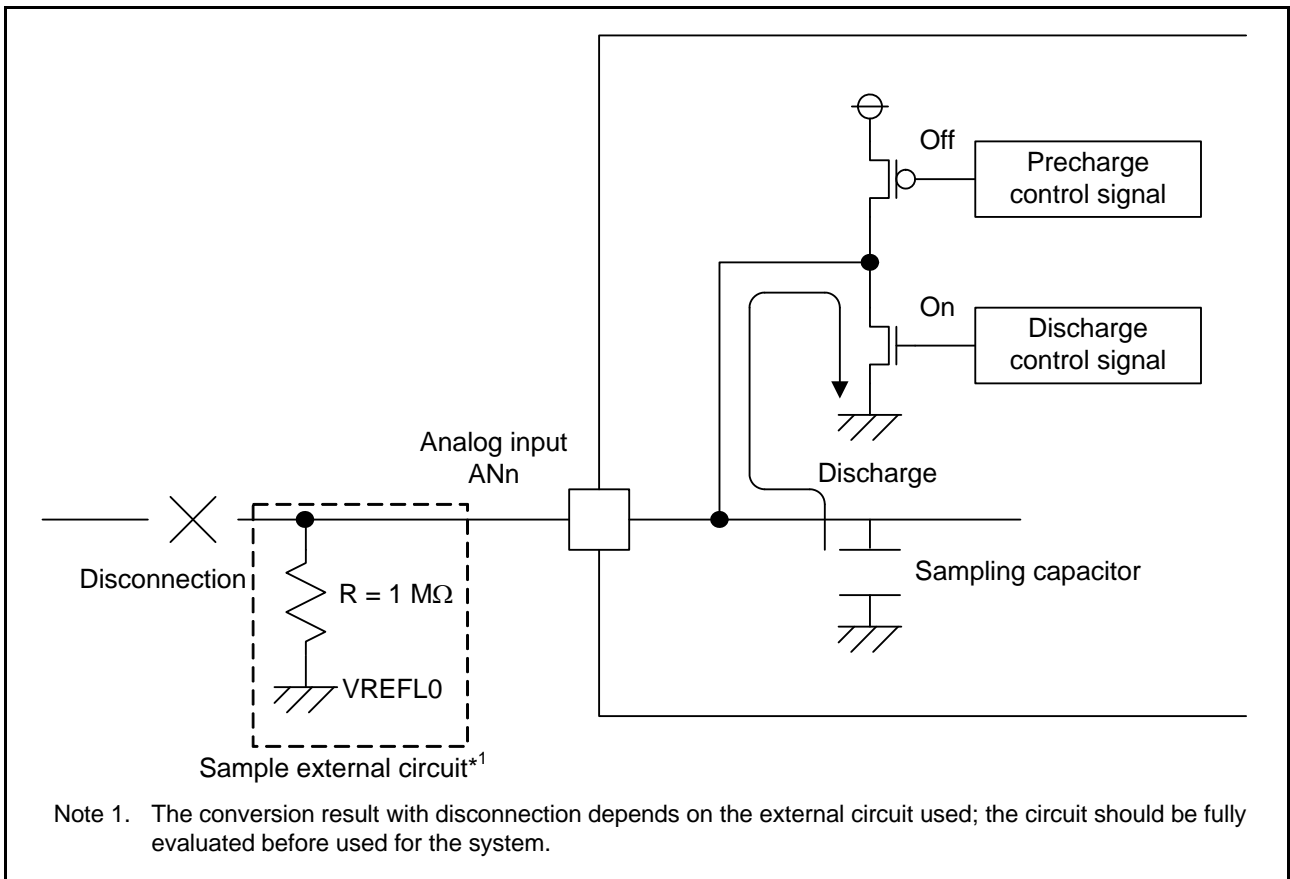 Off
Precharge
control signal
On
Discharge
control signal
Analog input
ANn
Discharge
Disconnection
R = 1 MΩ
Sampling capacitor
VREFL0
Sample external circuit*1
Note 1. The conversion result with disconnection depends on the external circuit used; the circuit should be fully
evaluated before used for the system.